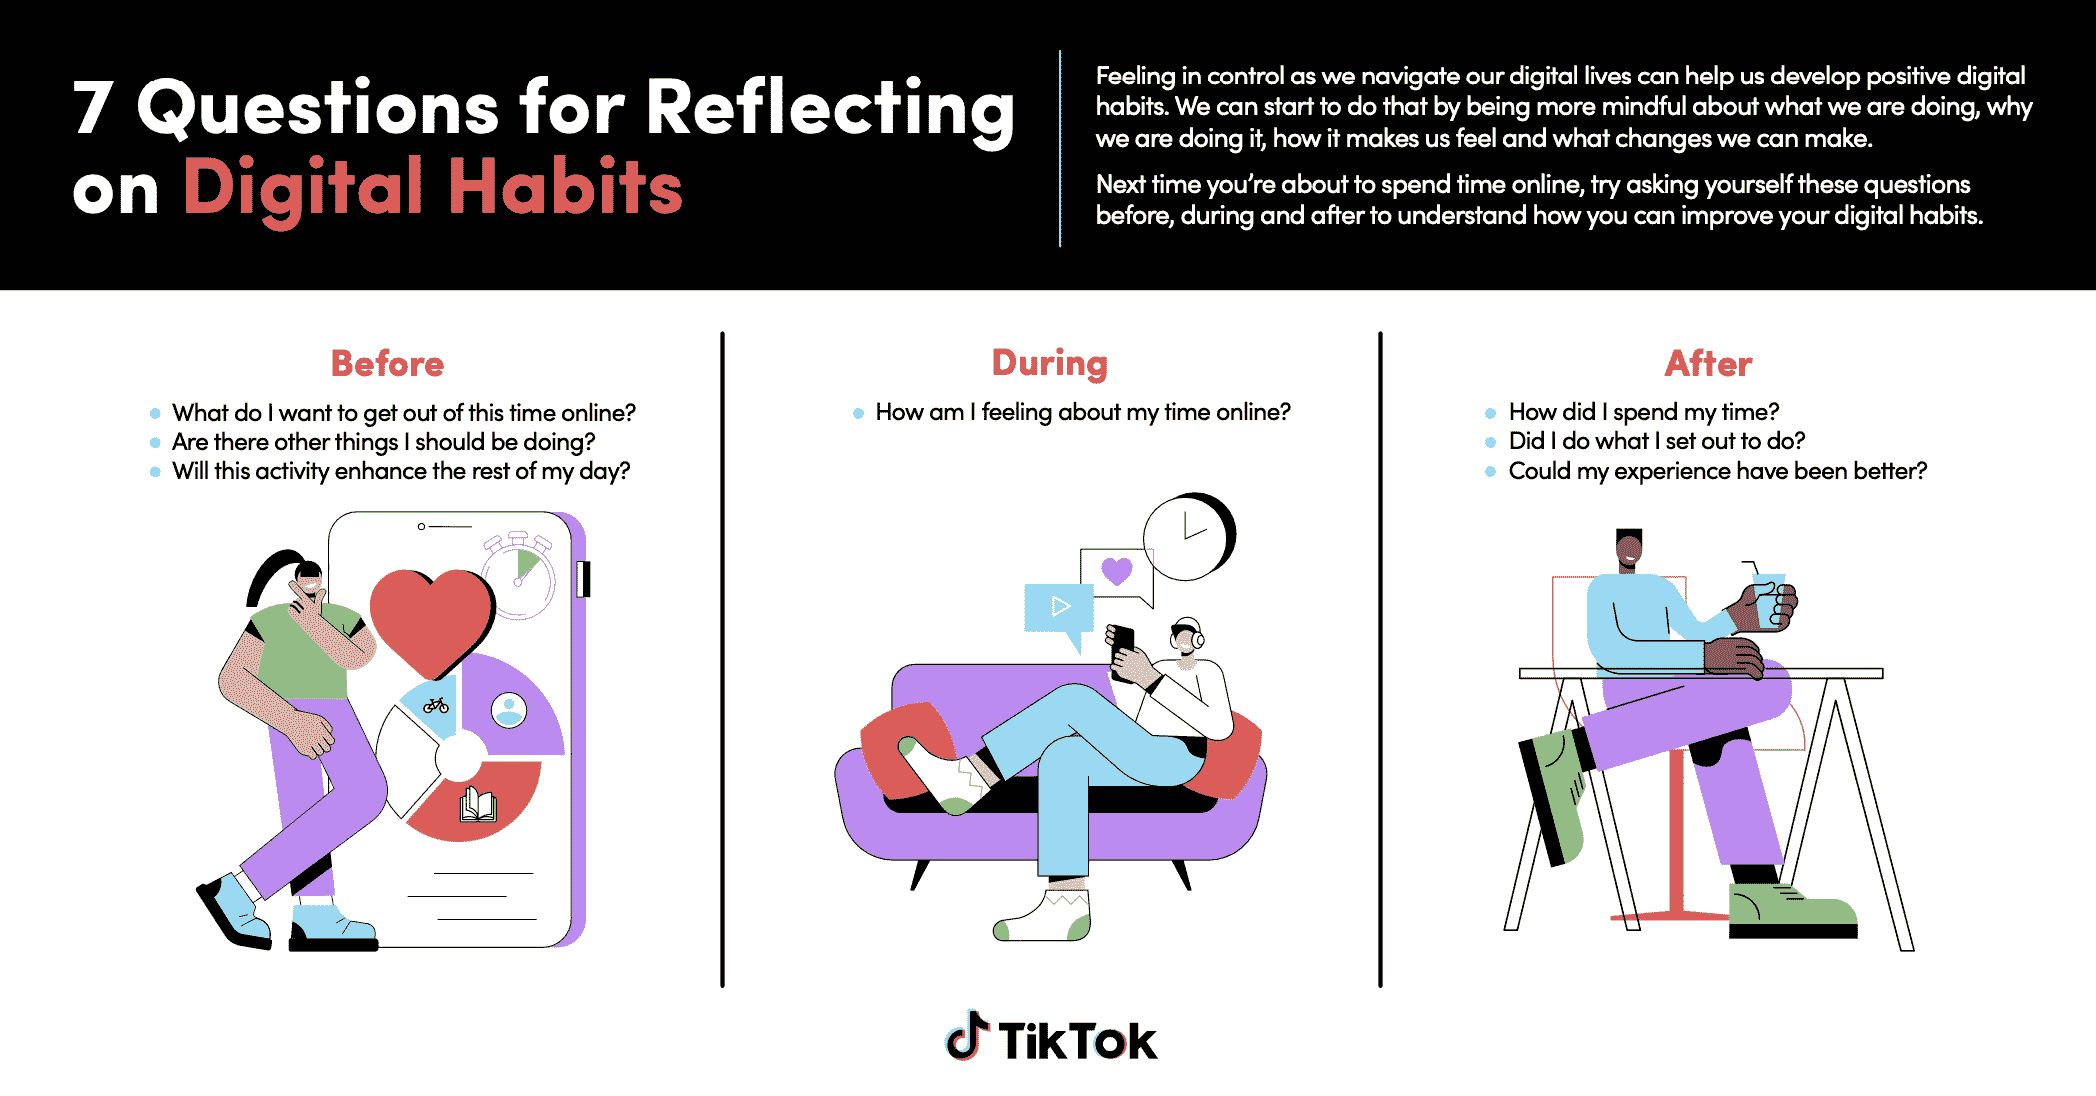 7 Questions for Reflecting
on Digital Habits
Feeling in control as we navigate our digital lives can help us develop positive digital
habits. We can start to do that by being more mindful about what we are doing, why
we are doing it, how it makes us feel and what changes we can make.
Next time you're about to spend time online, try asking yourself these questions
before, during and after to understand how you can improve your digital habits.
Before
What do I want to get out of this time online?
Are there other things I should be doing?
Will this activity enhance the rest of my day?
During
How am I feeling about my time online?
After
How did I spend my time?
Did I do what I set out to do?
Could my experience have been better?
TikTok